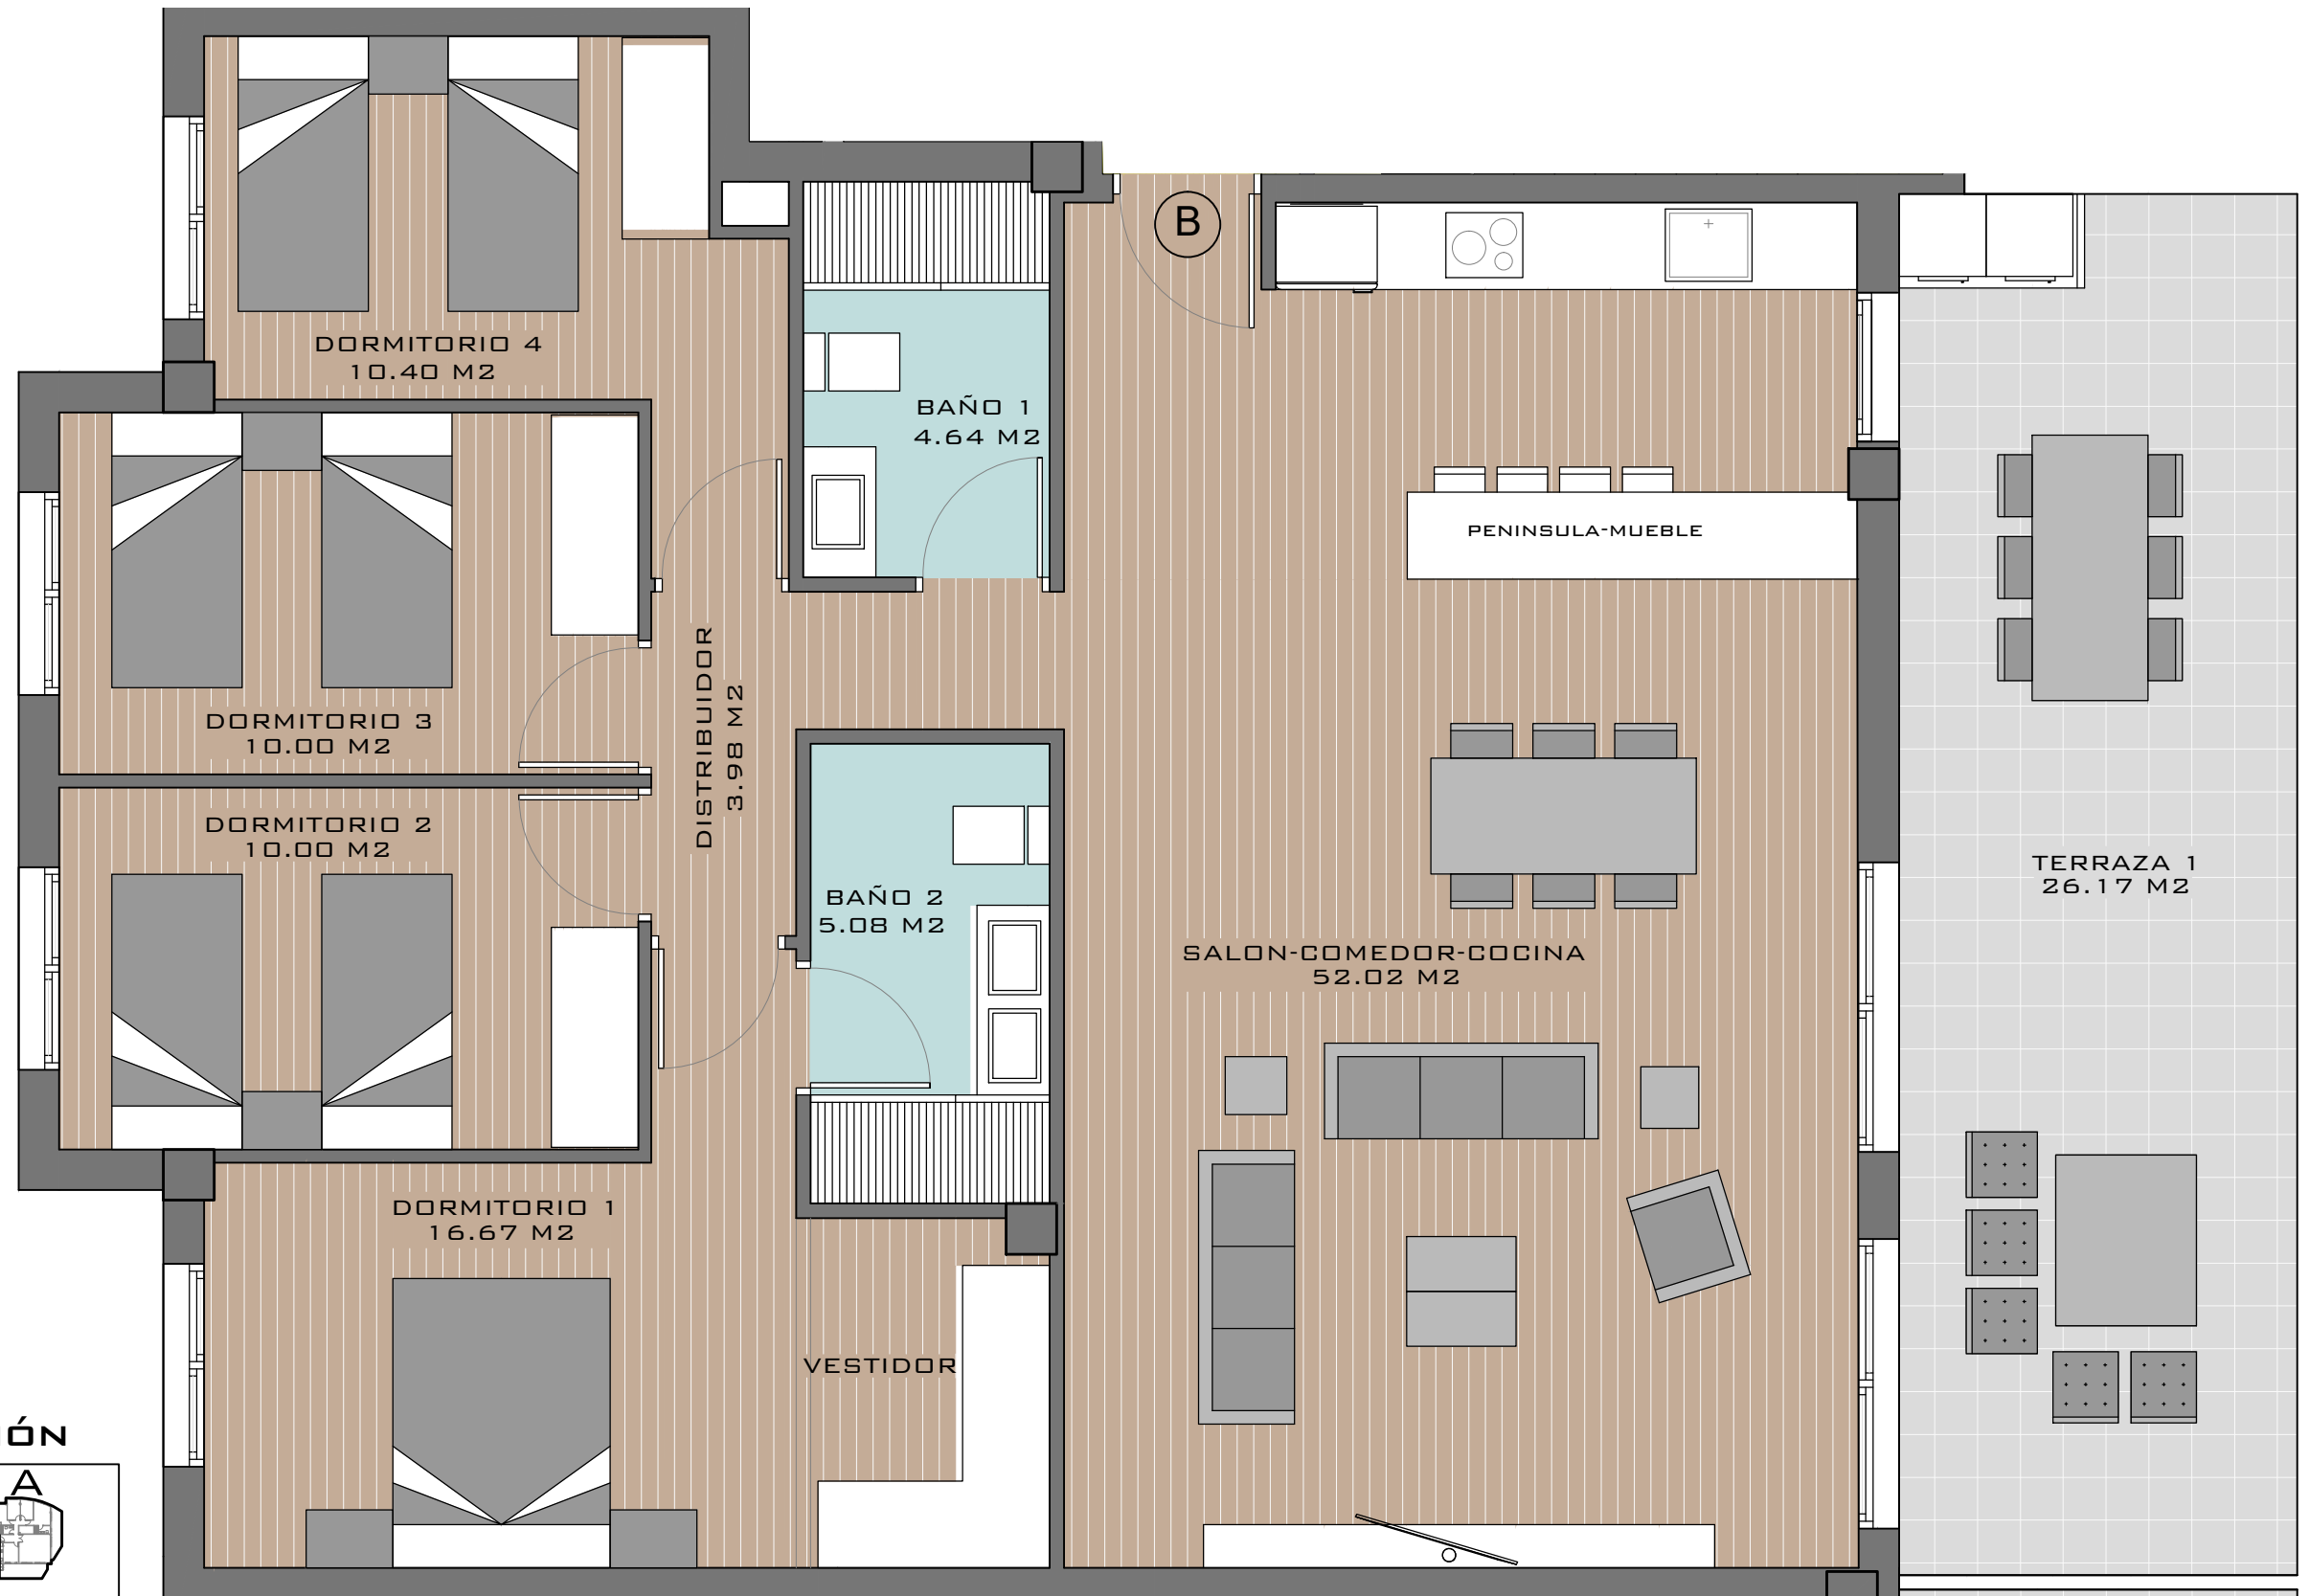 B
DORMITORIO 4
10.40 M2
BAÑO 1
4.64 M2
PENINSULA-MUEBLE
DORMITORIO 3
10.00 M2
DISTRIBUIDOR
3.98 M2
DORMITORIO 2
10.00 M2
BAÑO 2
5.08 M2
SALON-COMEDOR-COCINA
52.02 M2
TERRAZA 1
26.17 M2
DORMITORIO 1
16.67 M2
VESTIDOR
IÓN
A